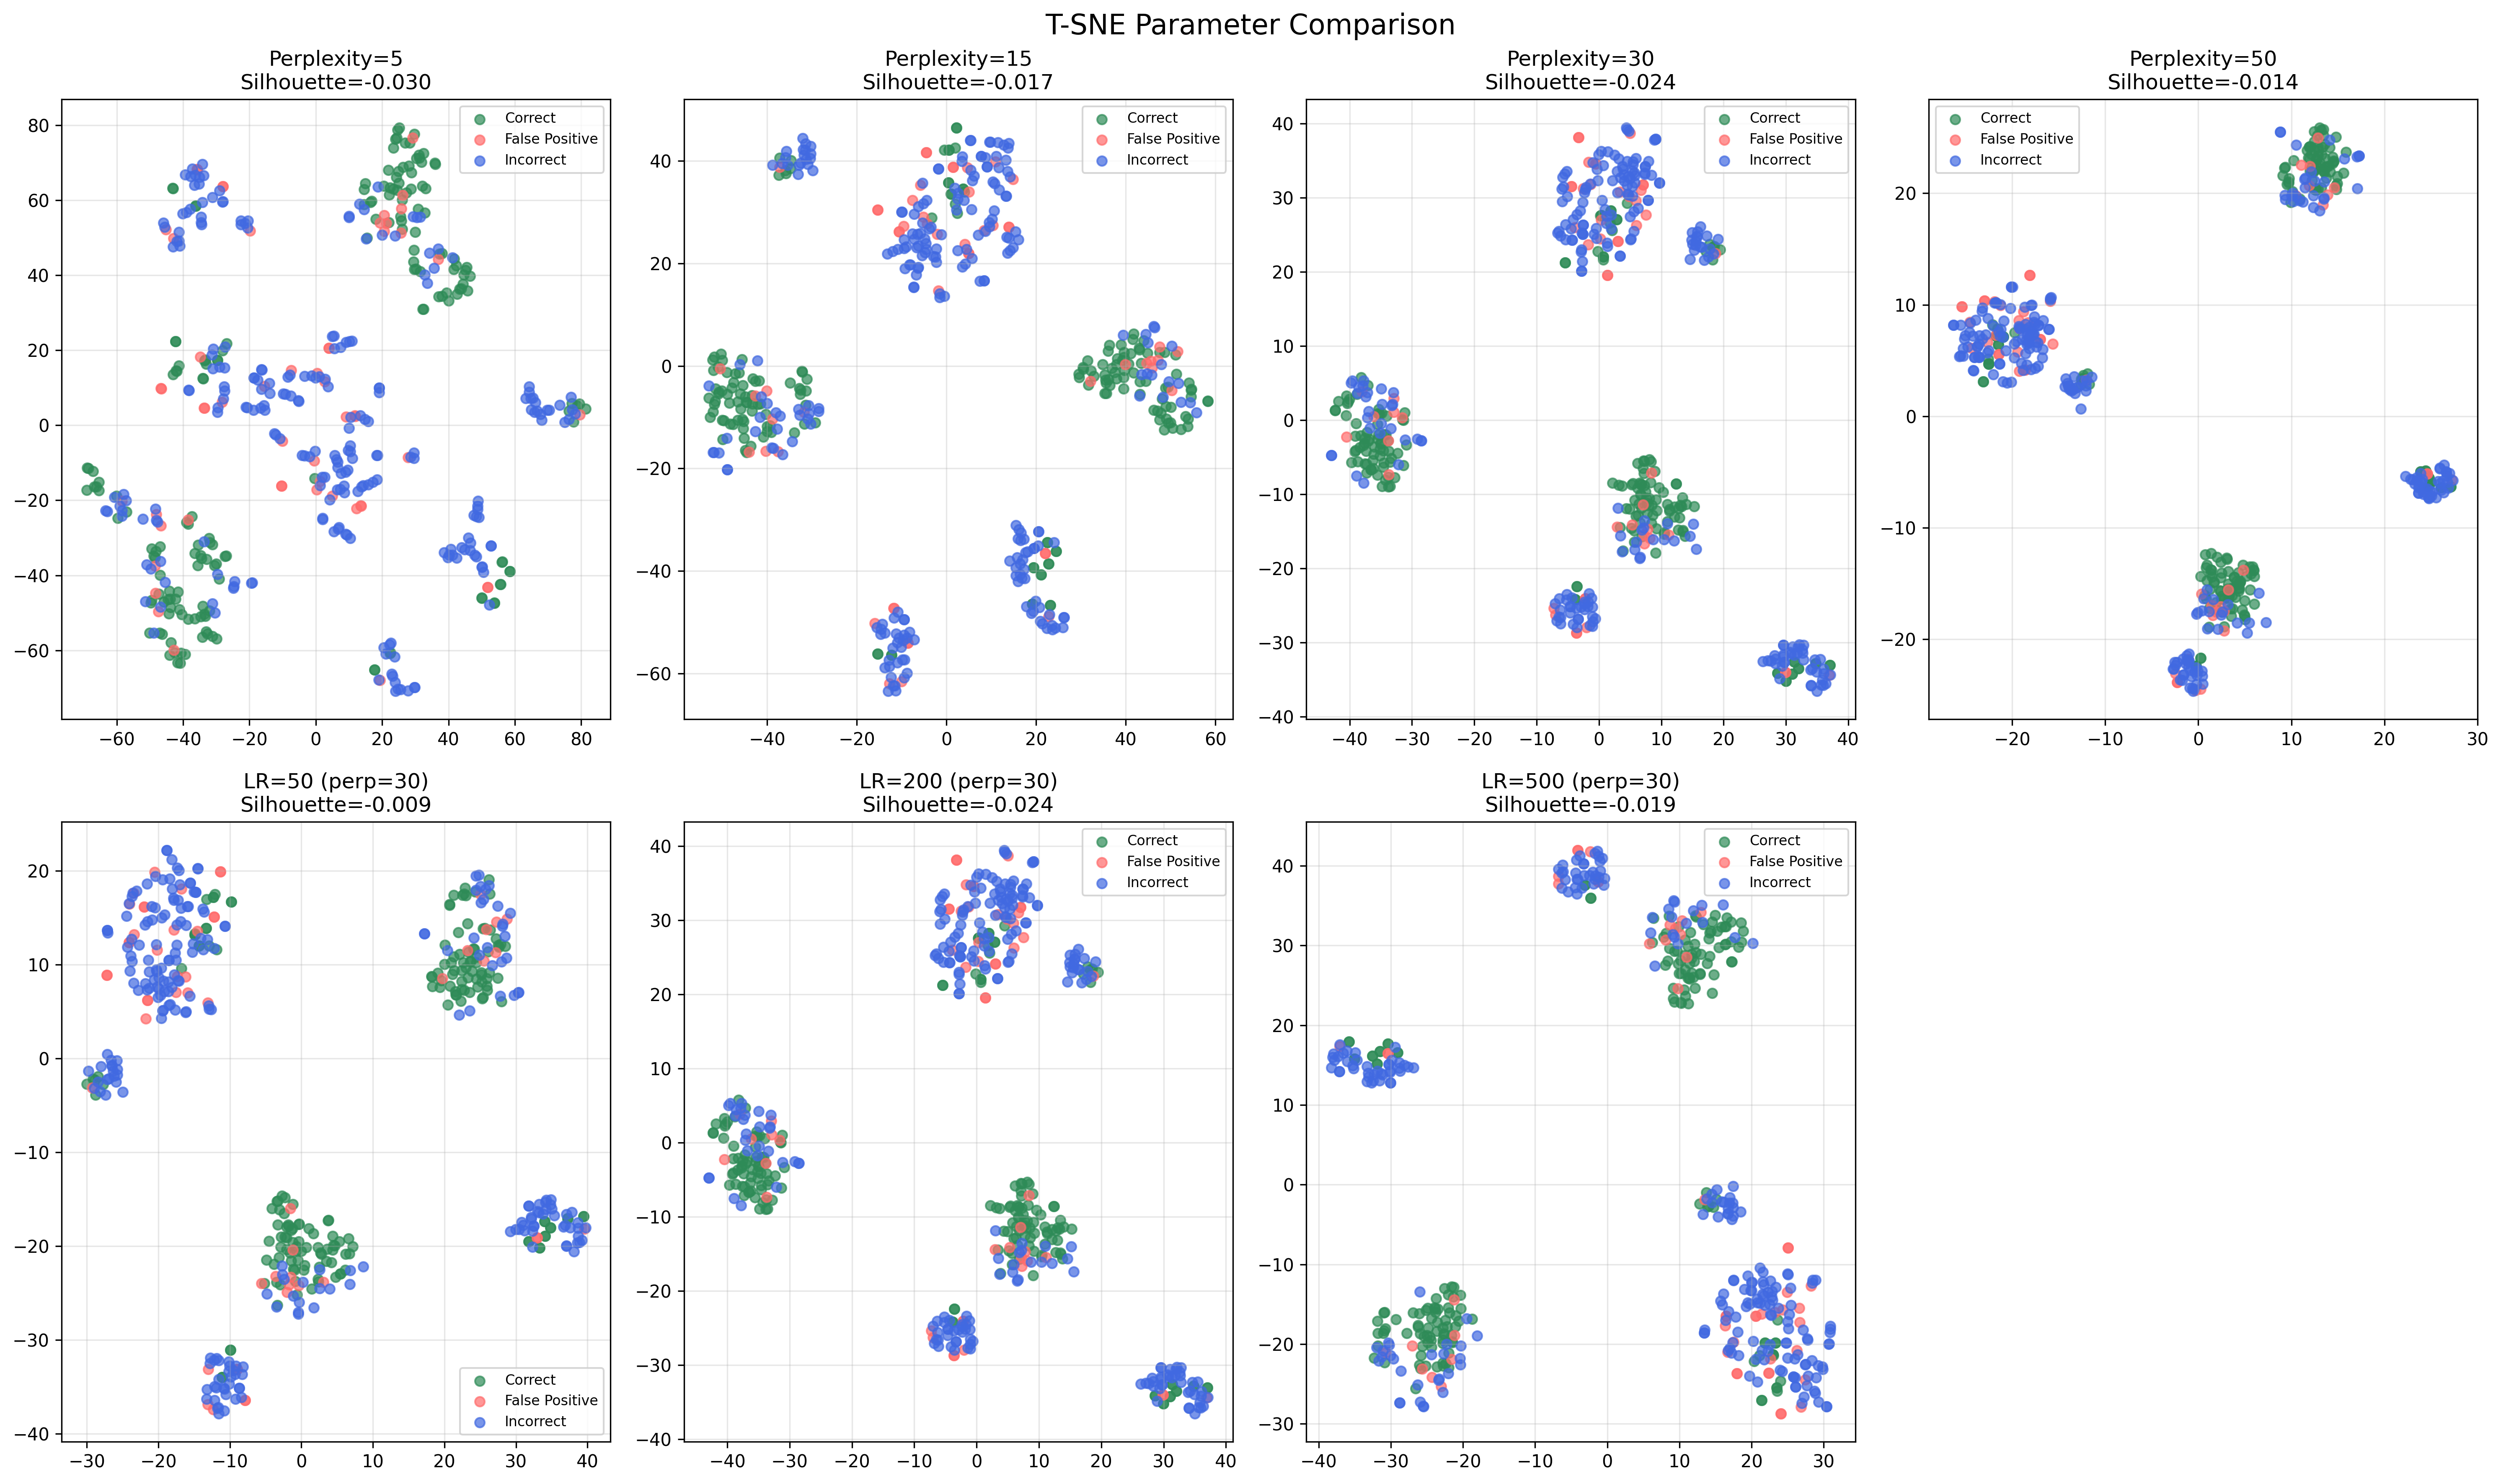 T-SNE Parameter Comparison
Perplexity=5
Silhouette=-0.030
Correct
False Positive
Incorrect
80
60
40
20
0
−20
−40
−60
−60 −40 −20 0 20 40 60 80
Perplexity=15
Silhouette=-0.017
Correct
False Positive
Incorrect
40
20
0
−20
−40
−60
−40 −20 0 20 40 60
Perplexity=30
Silhouette=-0.024
Correct
False Positive
Incorrect
40
30
20
10
0
−10
−20
−30
−40
−40 −30 −20 −10 0 10 20 30 40
Perplexity=50
Silhouette=-0.014
Correct
False Positive
Incorrect
20
10
0
−10
−20
−20 −10 0 10 20 30
LR=50 (perp=30)
Silhouette=-0.009
20
10
0
−10
−20
−30
−40
Correct
False Positive
Incorrect
−30 −20 −10 0 10 20 30 40
LR=200 (perp=30)
Silhouette=-0.024
Correct
False Positive
Incorrect
40
30
20
10
0
−10
−20
−30
−40
−40 −30 −20 −10 0 10 20 30 40
LR=500 (perp=30)
Silhouette=-0.019
Correct
False Positive
Incorrect
40
30
20
10
0
−10
−20
−30
−40 −30 −20 −10 0 10 20 30